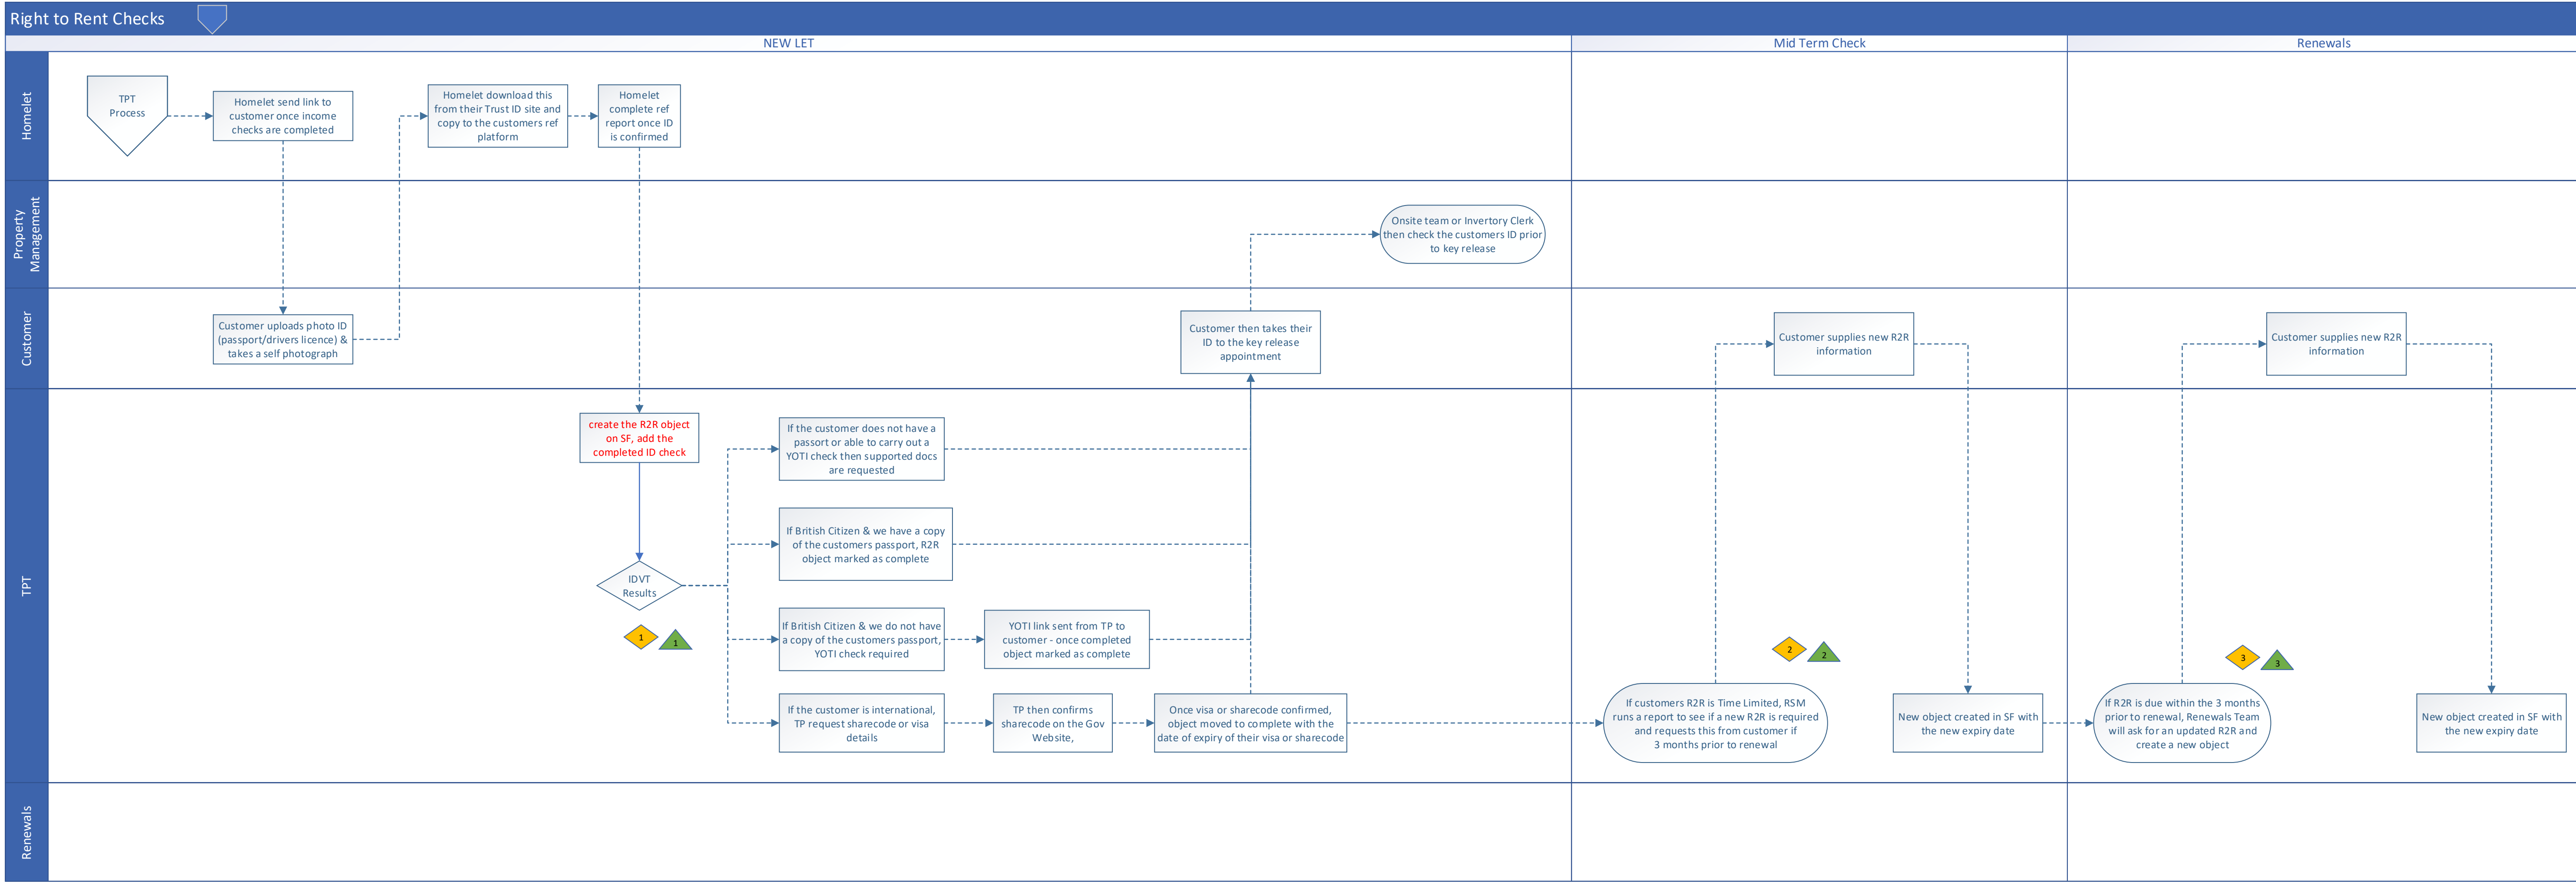 Right to Rent Checks
NEW LET
Mid Term Check
Renewals
Homelet
TPT
Process
Homelet send link to
customer once income
checks are completed
Homelet download this
from their Trust ID site and
copy to the customers ref
platform
Homelet
complete ref
report once ID
is confirmed
Property
Management
Onsite team or Invertory Clerk
then check the customers ID prior
to key release
Customer
Customer uploads photo ID
(passport/drivers licence) &
takes a self photograph
Customer then takes their
ID to the key release
appointment
Customer supplies new R2R
information
Customer supplies new R2R
information
TPT
create the R2R object
on SF, add the
completed ID check
IDVT
Results
1
1
If the customer does not have a
passort or able to carry out a
YOTI check then supported docs
are requested
If British Citizen & we have a copy
of the customers passport, R2R
object marked as complete
If British Citizen & we do not have
a copy of the customers passport,
YOTI check required
YOTI link sent from TP to
customer - once completed
object marked as complete
If the customer is international,
TP request sharecode or visa
details
TP then confirms
sharecode on the Gov
Website,
Once visa or sharecode confirmed,
object moved to complete with the
date of expiry of their visa or sharecode
2
2
If customers R2R is Time Limited, RSM
runs a report to see if a new R2R is required
and requests this from customer if
3 months prior to renewal
New object created in SF with
the new expiry date
3
3
If R2R is due within the 3 months
prior to renewal, Renewals Team
will ask for an updated R2R and
create a new object
New object created in SF with
the new expiry date
Renewals